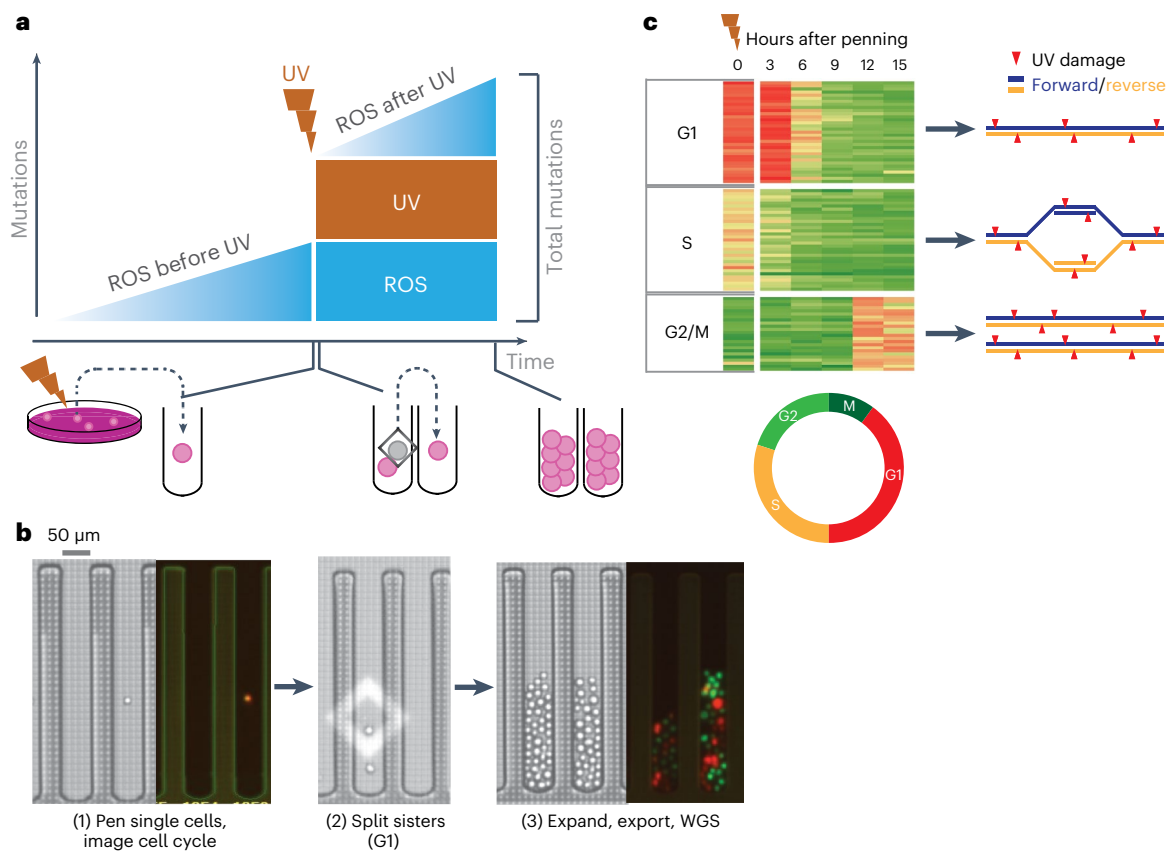 a
UV
ROS after UV
Mutations
UV
Total mutations
ROS before UV
ROS
Time
b
50 µm
(1) Pen single cells,
image cell cycle
(2) Split sisters
(G1)
(3) Expand, export, WGS
c
Hours after penning
0 3 6 9 12 15
UV damage
Forward/reverse
G1
S
G2/M
G2
M
G1
S